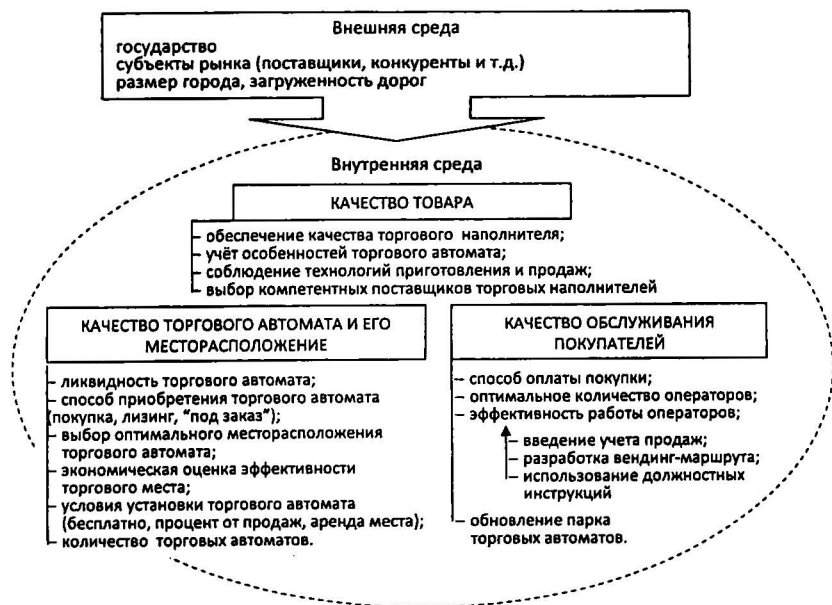 Внешняя среда
государство
субъекты рынка (поставщики, конкуренты и т.д.)
размер города, загруженность дорог
Внутренняя среда
КАЧЕСТВО ТОВАРА
– обеспечение качества торгового наполнителя;
– учёт особенностей торгового автомата;
– соблюдение технологий приготовления и продаж;
– выбор компетентных поставщиков торговых наполнителей
КАЧЕСТВО ТОРГОВОГО АВТОМАТА И ЕГО
МЕСТОРАСПОЛОЖЕНИЕ
– ликвидность торгового автомата;
– способ приобретения торгового автомата
(покупка, лизинг, "под заказ");
– выбор оптимального месторасположения
торгового автомата;
– экономическая оценка эффективности
торгового места;
– условия установки торгового автомата
(бесплатно, процент от продаж, аренда места);
– количество торговых автоматов.
КАЧЕСТВО ОБСЛУЖИВАНИЯ
ПОКУПАТЕЛЕЙ
– способ оплаты покупки;
– оптимальное количество операторов;
– эффективность работы операторов;
– введение учета продаж;
– разработка вендинг-маршрута;
– использование должностных
инструкций
– обновление парка
торговых автоматов.